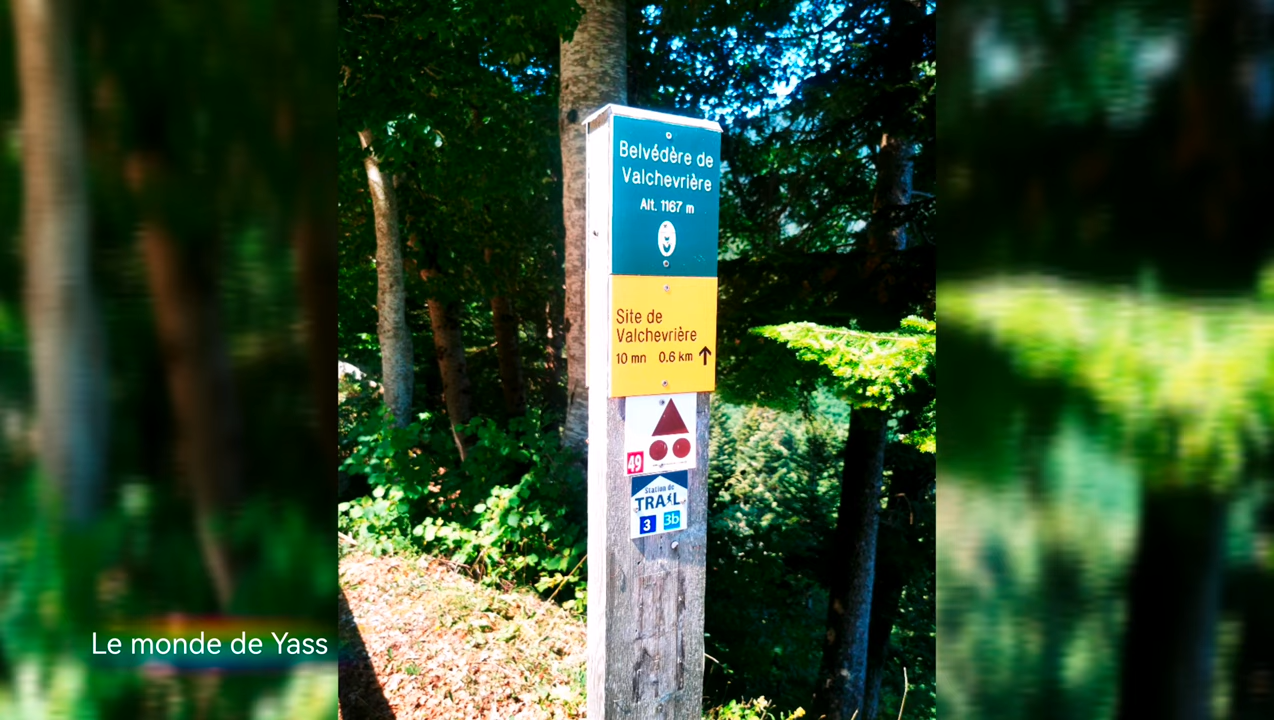 Belvédère de
Valchevrière
Alt. 1167 m
Site de
Valchevrière
10 mn 0.6 km
49
Station de
TRAIL
3 3b
Le monde de Yass